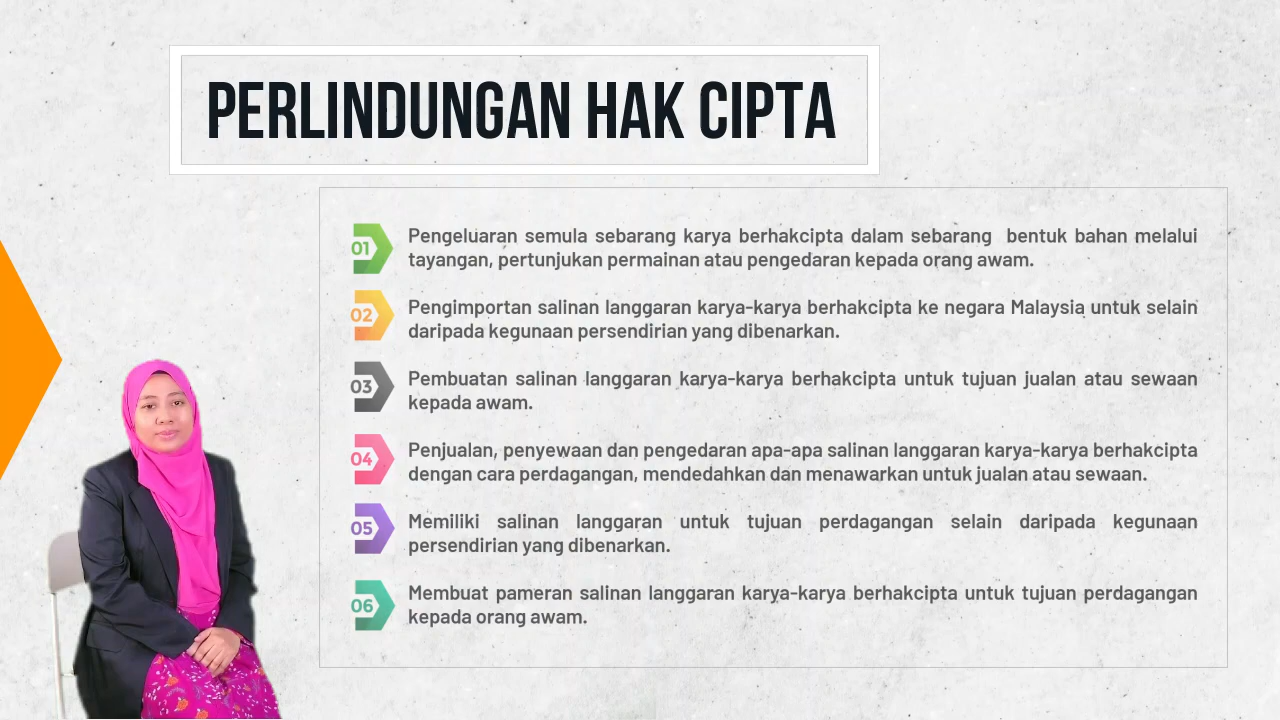 PERLINDUNGAN HAK CIPTA
01
Pengeluaran semula sebarang karya berhakcipta dalam sebarang bentuk bahan melalui
tayangan, pertunjukan permainan atau pengedaran kepada orang awam.
02
Pengimportan salinan langgaran karya-karya berhakcipta ke negara Malaysia untuk selain
daripada kegunaan persendirian yang dibenarkan.
03
Pembuatan salinan langgaran karya-karya berhakcipta untuk tujuan jualan atau sewaan
kepada awam.
04
Penjualan, penyewaan dan pengedaran apa-apa salinan langgaran karya-karya berhakcipta
dengan cara perdagangan, mendedahkan dan menawarkan untuk jualan atau sewaan.
05
Memiliki salinan langgaran untuk tujuan perdagangan selain daripada kegunaan
persendirian yang dibenarkan.
06
Membuat pameran salinan langgaran karya-karya berhakcipta untuk tujuan perdagangan
kepada orang awam.